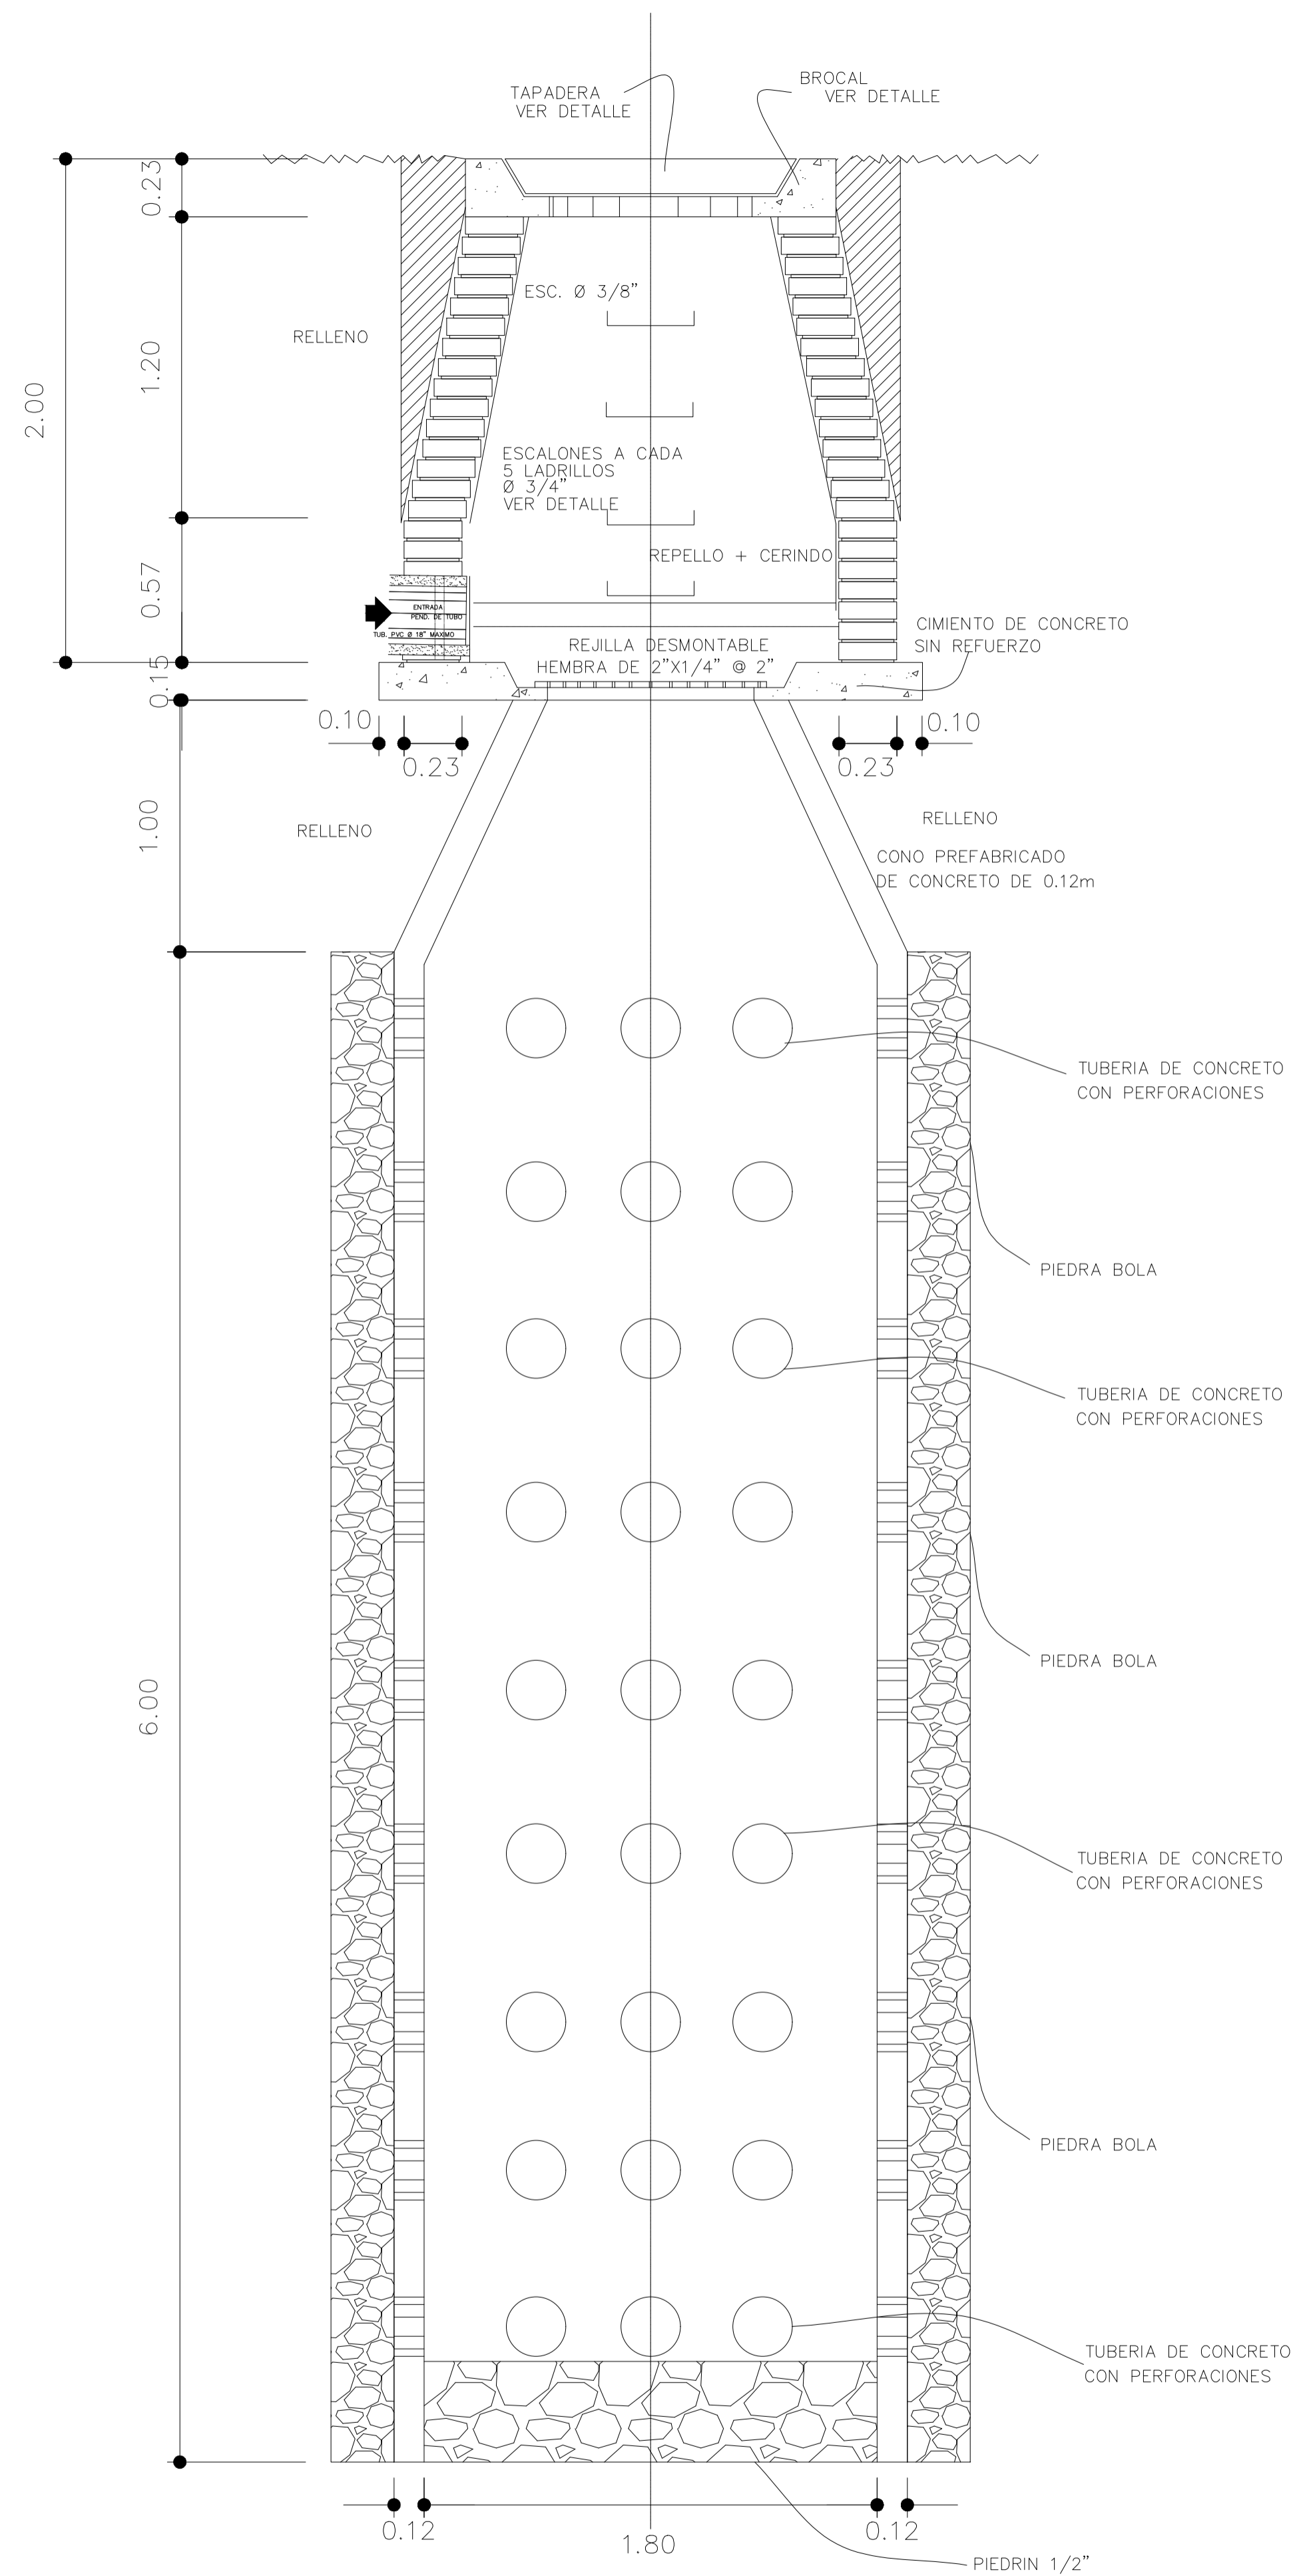 TAPADERA
VER DETALLE
BROCAL
VER DETALLE
0.23
ESC. Ø 3/8"
RELLENO
1.20
2.00
ESCALONES A CADA
5 LADRILLOS
Ø 3/4"
VER DETALLE
REPELLO + CERINDO
0.57
ENTRADA
PEND. DE TUBO
TUB. PVC Ø 18" MAXIMO
CIMIENTO DE CONCRETO
SIN REFUERZO
REJILLA DESMONTABLE
HEMBRA DE 2"X1/4" @ 2"
0.15
0.10
0.23
0.23
0.10
1.00
RELLENO
RELLENO
CONO PREFABRICADO
DE CONCRETO DE 0.12m
TUBERIA DE CONCRETO
CON PERFORACIONES
PIEDRA BOLA
TUBERIA DE CONCRETO
CON PERFORACIONES
PIEDRA BOLA
6.00
TUBERIA DE CONCRETO
CON PERFORACIONES
PIEDRA BOLA
TUBERIA DE CONCRETO
CON PERFORACIONES
0.12
1.80
0.12
PIEDRIN 1/2"